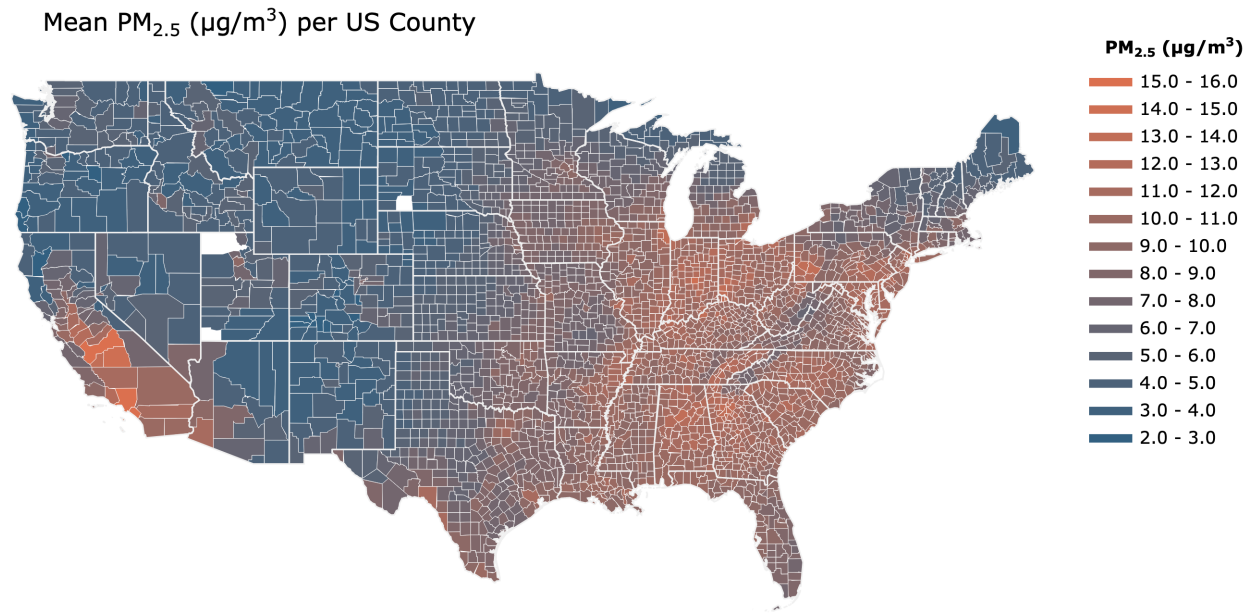 Mean PM2.5 (μg/m3) per US County
PM2.5 (μg/m3)
15.0 - 16.0
14.0 - 15.0
13.0 - 14.0
12.0 - 13.0
11.0 - 12.0
10.0 - 11.0
9.0 - 10.0
8.0 - 9.0
7.0 - 8.0
6.0 - 7.0
5.0 - 6.0
4.0 - 5.0
3.0 - 4.0
2.0 - 3.0